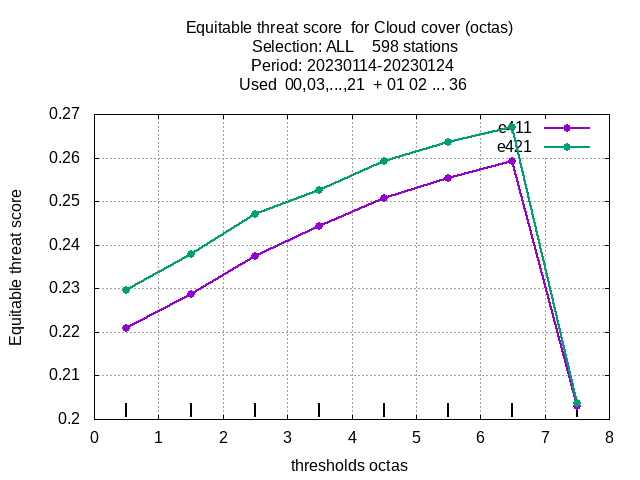 Equitable threat score  for Cloud cover (octas)
Selection: ALL    598 stations
Period: 20230114-20230124
Used  00,03,...,21  + 01 02 ... 36
e411
e421
Equitable threat score
0.27
0.26
0.25
0.24
0.23
0.22
0.21
0.2
0 1 2 3 4 5 6 7 8
thresholds octas